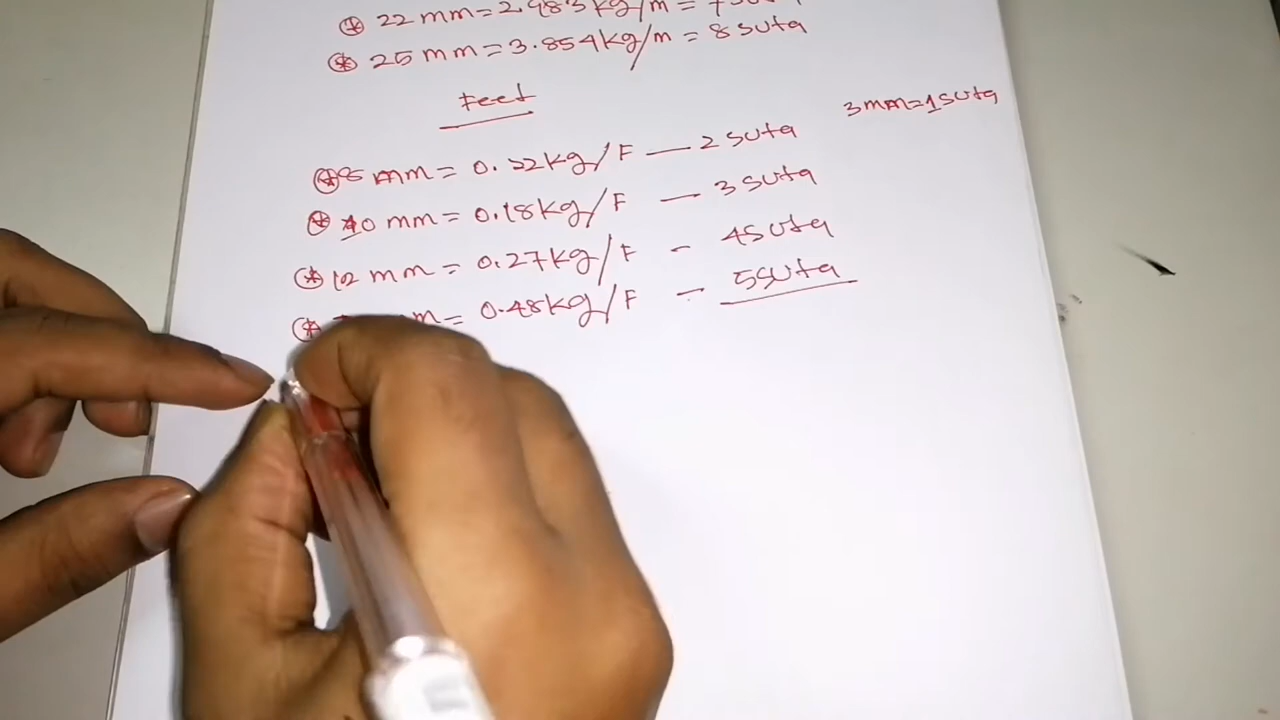 ⊛ 22 mm = 2.983 kg/m =
⊛ 25 mm = 3.854 kg/m = 8 suta
Feet
3 mm = 1 suta
⊛ 8 mm = 0.22 kg/F — 2 suta
⊛ 10 mm = 0.18 kg/F — 3 suta
⊛ 12 mm = 0.27 kg/F - 4 suta
⊛ = 0.48 kg/F - 5 suta